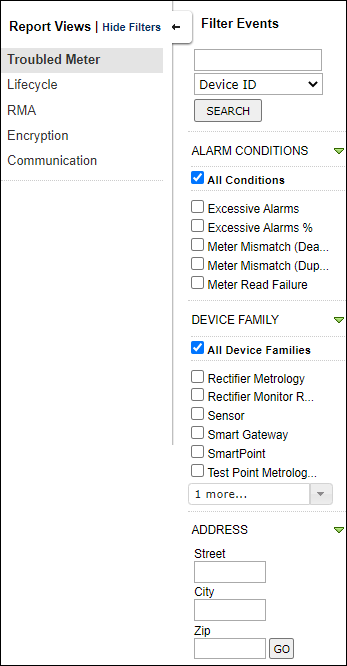 Report Views | Hide Filters
Troubled Meter
Lifecycle
RMA
Encryption
Communication
Filter Events
Device ID
SEARCH
ALARM CONDITIONS
All Conditions
Excessive Alarms
Excessive Alarms %
Meter Mismatch (Dea...
Meter Mismatch (Dup...
Meter Read Failure
DEVICE FAMILY
All Device Families
Rectifier Metrology
Rectifier Monitor R...
Sensor
Smart Gateway
SmartPoint
Test Point Metrolog...
1 more...
ADDRESS
Street
City
Zip
GO